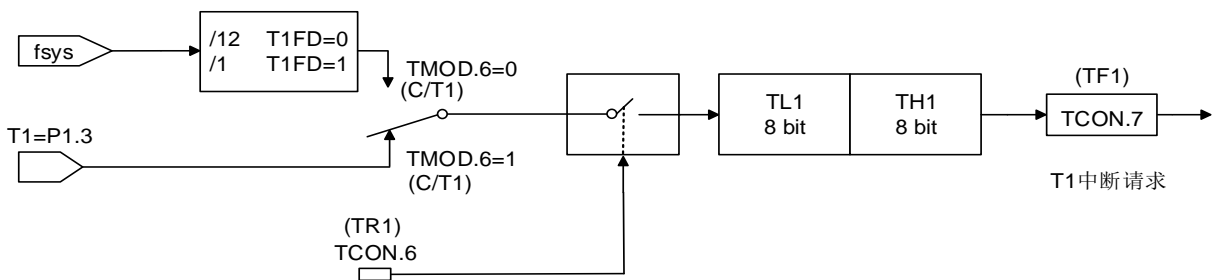 fsys
/12 T1FD=0
/1 T1FD=1
TMOD.6=0
(C/T1)
T1=P1.3
TMOD.6=1
(C/T1)
(TR1)
TCON.6
TL1
8 bit
TH1
8 bit
(TF1)
TCON.7
T1中断请求